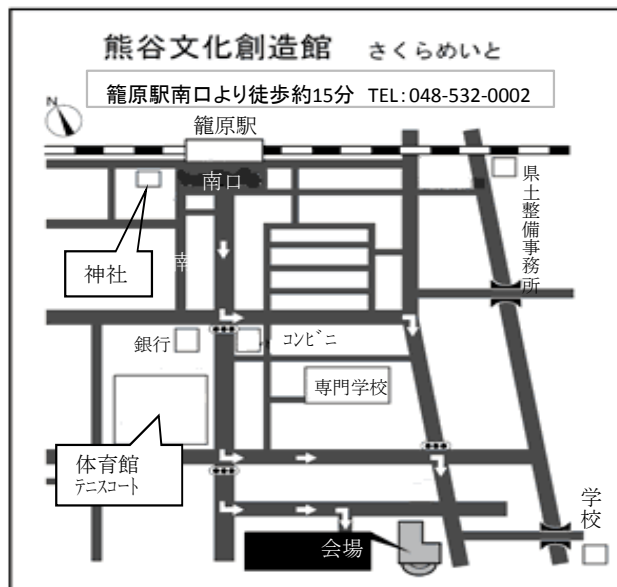 熊谷文化創造館 さくらめいと
籠原駅南口より徒歩約15分 TEL:048-532-0002
N
籠原駅
南口
県土整備事務所
神社
南
銀行
コンビニ
専門学校
体育館
テニスコート
学校
会場